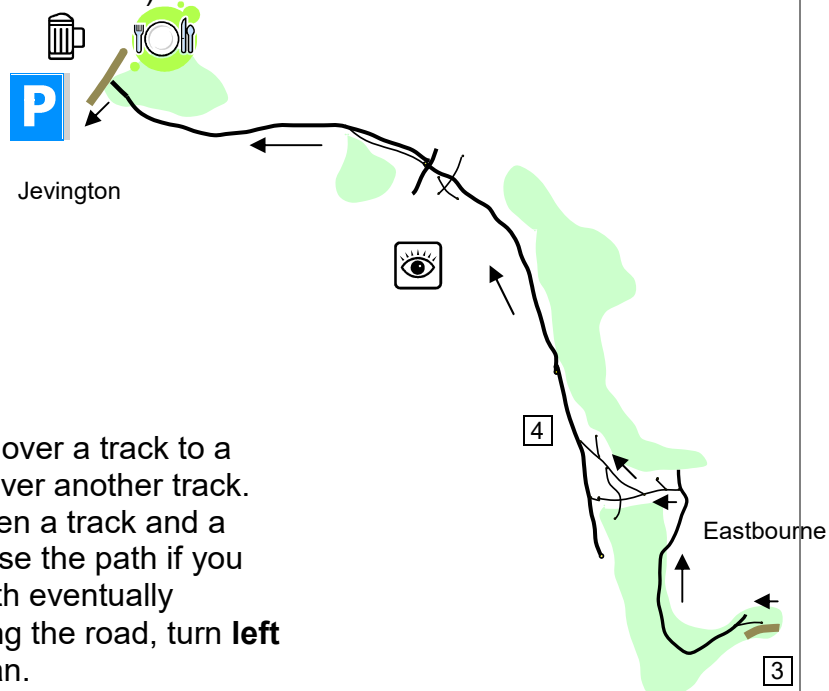 P
Jevington
4
over a track to a
ver another track.
en a track and a
se the path if you
th eventually
ng the road, turn left
an.
Eastbourne
3